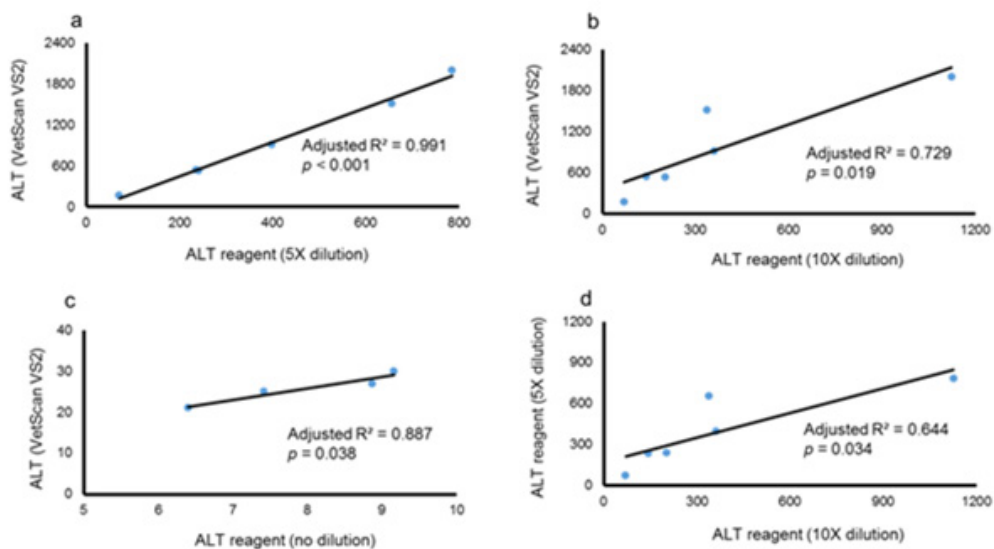 a
ALT (VetScan VS2)
2400
1800
1200
600
0
0 200 400 600 800
Adjusted R² = 0.991
p < 0.001
ALT reagent (5X dilution)
b
ALT (VetScan VS2)
2400
1800
1200
600
0
0 300 600 900 1200
Adjusted R² = 0.729
p = 0.019
ALT reagent (10X dilution)
c
ALT (VetScan VS2)
40
30
20
10
0
5 6 7 8 9 10
Adjusted R² = 0.887
p = 0.038
ALT reagent (no dilution)
d
ALT reagent (5X dilution)
1200
900
600
300
0
0 300 600 900 1200
Adjusted R² = 0.644
p = 0.034
ALT reagent (10X dilution)